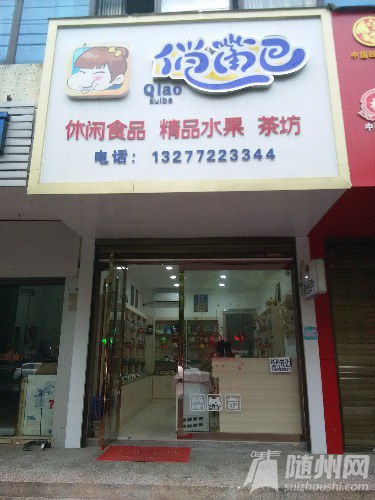 俏嘴巴
Qiao
zuiba
休闲食品 精品水果 茶坊
电话：13277223344
随州网
suizhoushi.com